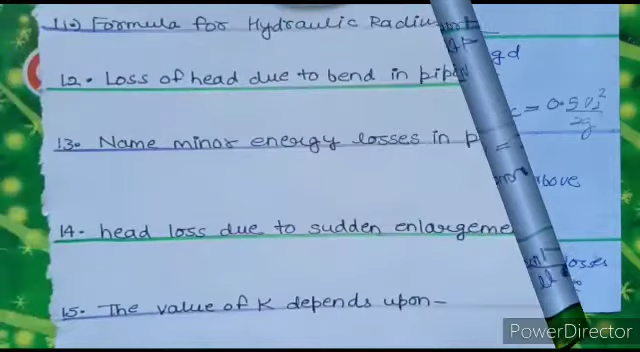 11.) Formula for Hydraulic Radius
gd
12. Loss of head due to bend in pipe
= 0.5 V₁²/2g
13. Name minor energy losses in p
above
14. head loss due to sudden enlargeme
losses
15. The value of K depends upon-
PowerDirector